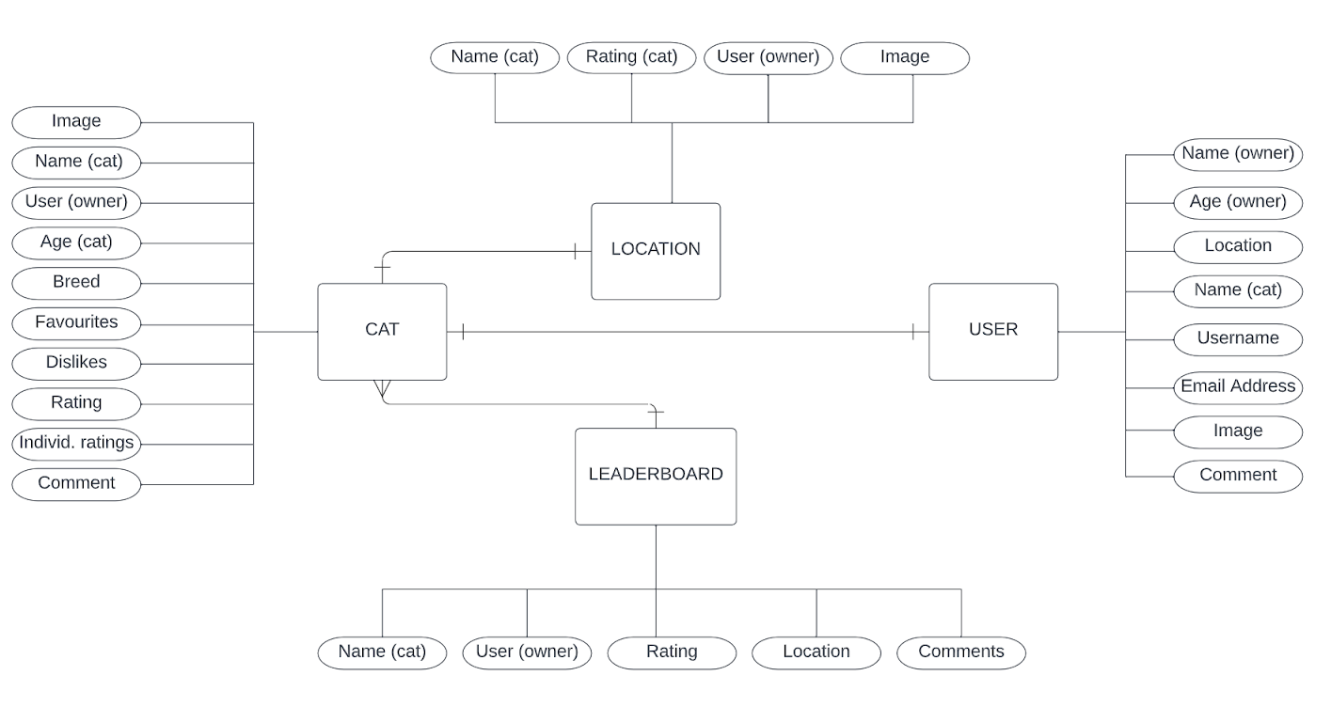 Name (cat)
Rating (cat)
User (owner)
Image
Image
Name (cat)
User (owner)
Age (cat)
Breed
Favourites
Dislikes
Rating
Individ. ratings
Comment
LOCATION
CAT
USER
LEADERBOARD
Name (owner)
Age (owner)
Location
Name (cat)
Username
Email Address
Image
Comment
Name (cat)
User (owner)
Rating
Location
Comments